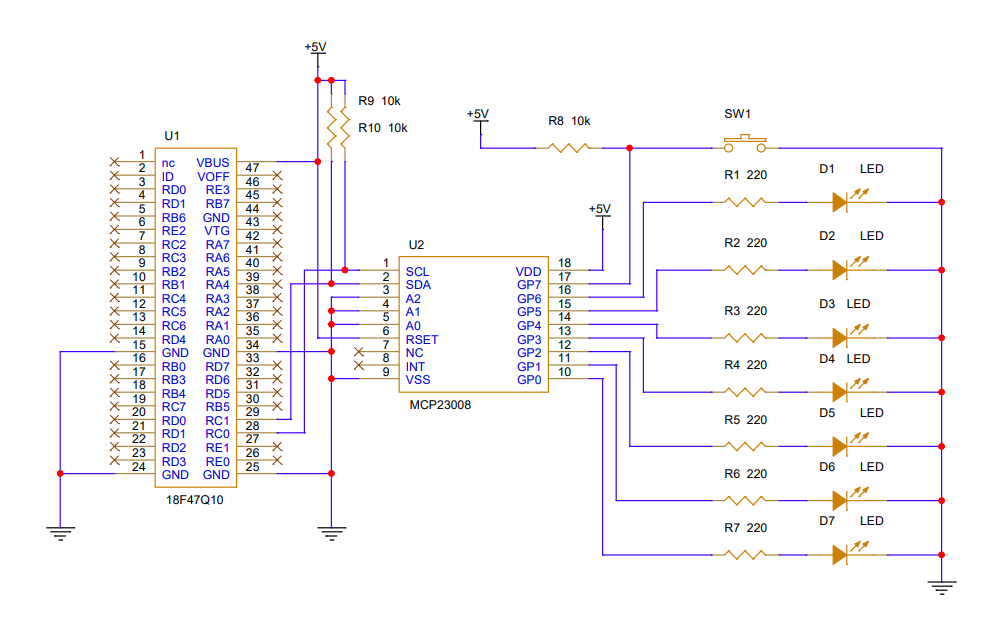 +5V
R9 10k
R10 10k
+5V
R8 10k
SW1
U1
1 nc VBUS 47
2 ID VOFF 46
3 RD0 RE3 45
4 RD1 RB7 44
5 RB6 GND 43
6 RE2 VTG 42
7 RC2 RA7 41
8 RC3 RA6 40
9 RB2 RA5 39
10 RB1 RA4 38
11 RC4 RA3 37
12 RC5 RA2 36
13 RC6 RA1 35
14 RD4 RA0 34
15 GND GND 33
16 RB0 RD7 32
17 RB3 RD6 31
18 RB4 RD5 30
19 RC7 RB5 29
20 RD0 RC1 28
21 RD1 RC0 27
22 RD2 RE1 26
23 RD3 RE0 25
24 GND GND
18F47Q10
+5V
U2
1 SCL VDD 18
2 SDA GP7 17
3 A2 GP6 16
4 A1 GP5 15
5 A0 GP4 14
6 RSET GP3 13
7 NC GP2 12
8 INT GP1 11
9 VSS GP0 10
MCP23008
R1 220 D1 LED
R2 220 D2 LED
R3 220 D3 LED
R4 220 D4 LED
R5 220 D5 LED
R6 220 D6 LED
R7 220 D7 LED